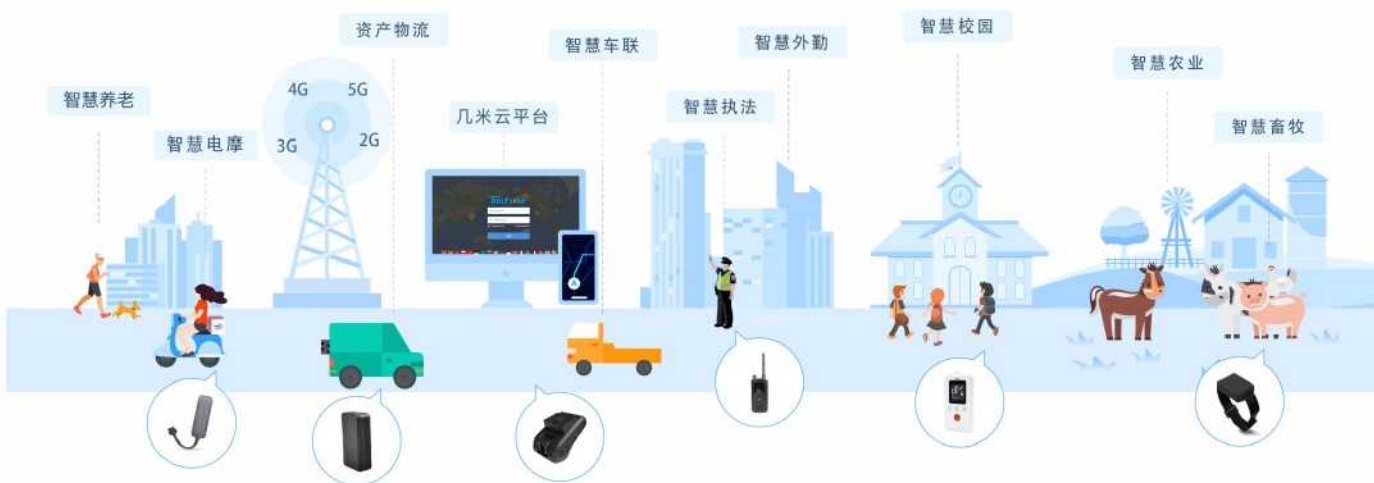 智慧养老
智慧电摩
4G
5G
3G
2G
资产物流
几米云平台
智慧车联
智慧执法
智慧外勤
智慧校园
智慧农业
智慧畜牧